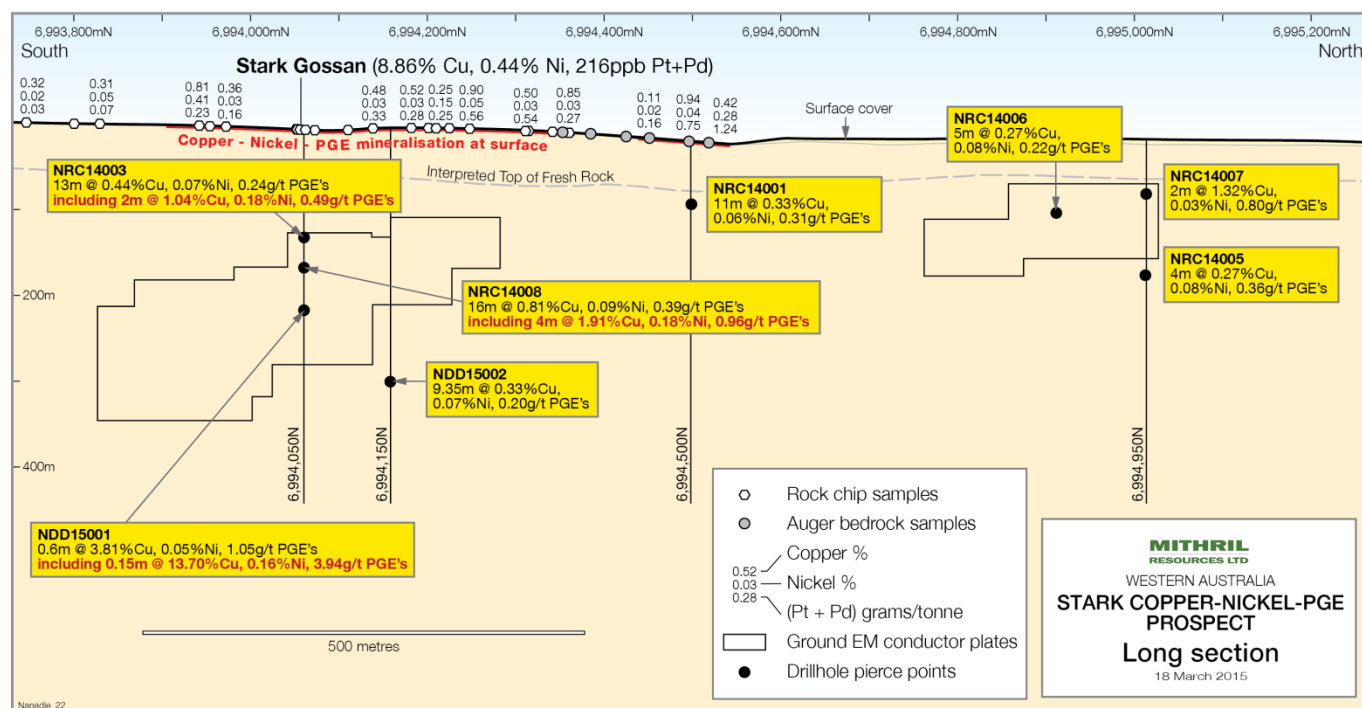 6,993,800mN 6,994,000mN 6,994,200mN 6,994,400mN 6,994,600mN 6,994,800mN 6,995,000mN 6,995,200mN
South North
Stark Gossan (8.86% Cu, 0.44% Ni, 216ppb Pt+Pd)
0.32
0.02
0.03
0.31
0.05
0.07
0.81
0.41
0.23
0.36
0.03
0.16
0.48
0.03
0.33
0.52
0.03
0.28
0.25
0.15
0.25
0.90
0.05
0.56
0.50
0.03
0.54
0.85
0.03
0.27
0.11
0.02
0.16
0.94
0.04
0.75
0.42
0.28
1.24
Surface cover
Copper - Nickel - PGE mineralisation at surface
Interpreted Top of Fresh Rock
NRC14003
13m @ 0.44%Cu, 0.07%Ni, 0.24g/t PGE's
including 2m @ 1.04%Cu, 0.18%Ni, 0.49g/t PGE's
NRC14001
11m @ 0.33%Cu,
0.06%Ni, 0.31g/t PGE's
NRC14006
5m @ 0.27%Cu,
0.08%Ni, 0.22g/t PGE's
NRC14007
2m @ 1.32%Cu,
0.03%Ni, 0.80g/t PGE's
NRC14005
4m @ 0.27%Cu,
0.08%Ni, 0.36g/t PGE's
200m
NRC14008
16m @ 0.81%Cu, 0.09%Ni, 0.39g/t PGE's
including 4m @ 1.91%Cu, 0.18%Ni, 0.96g/t PGE's
NDD15002
9.35m @ 0.33%Cu,
0.07%Ni, 0.20g/t PGE's
400m
6,994,050N
6,994,150N
6,994,500N
6,994,950N
NDD15001
0.6m @ 3.81%Cu, 0.05%Ni, 1.05g/t PGE's
including 0.15m @ 13.70%Cu, 0.16%Ni, 3.94g/t PGE's
500 metres
Rock chip samples
Auger bedrock samples
Copper %
0.52
0.03
0.28
Nickel %
(Pt + Pd) grams/tonne
Ground EM conductor plates
Drillhole pierce points
MITHRIL
RESOURCES LTD
WESTERN AUSTRALIA
STARK COPPER-NICKEL-PGE
PROSPECT
Long section
18 March 2015
Nanadie_22